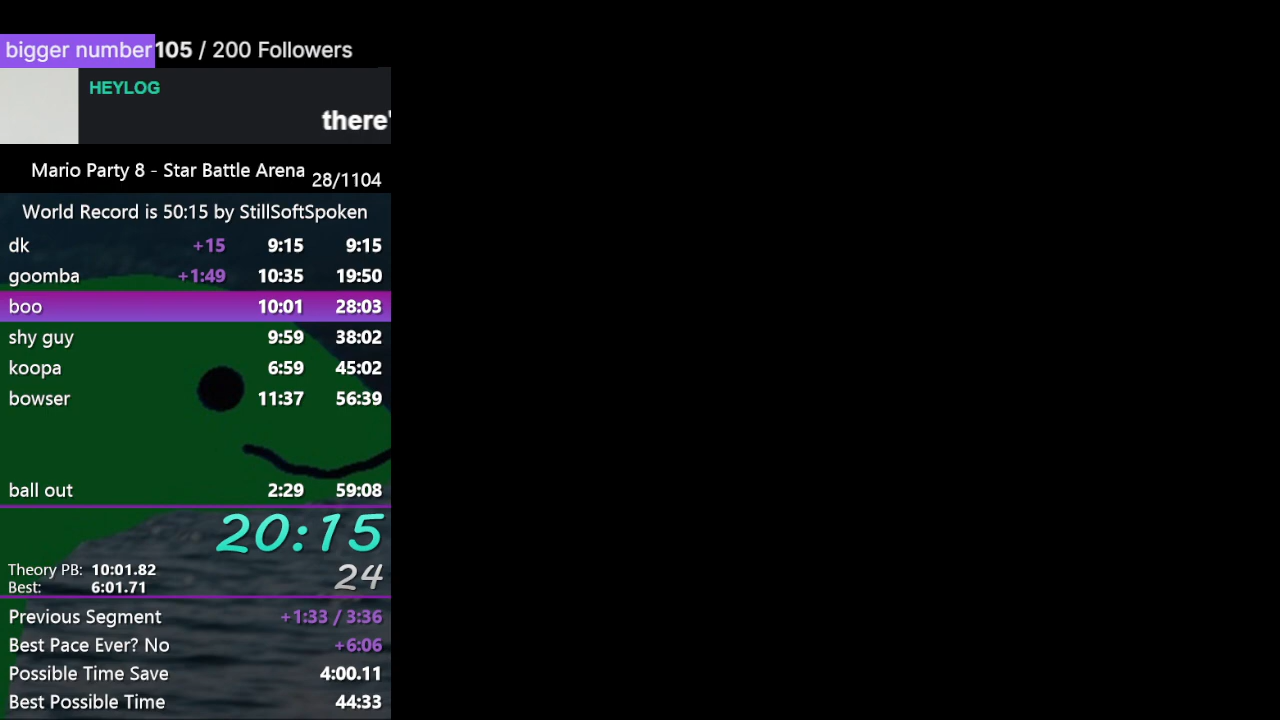 bigger number 105 / 200 Followers
HEYLOG
there'
Mario Party 8 - Star Battle Arena 28/1104
World Record is 50:15 by StillSoftSpoken
dk +15 9:15 9:15
goomba +1:49 10:35 19:50
boo 10:01 28:03
shy guy 9:59 38:02
koopa 6:59 45:02
bowser 11:37 56:39
ball out 2:29 59:08
20:15
Theory PB: 10:01.82
Best: 6:01.71
24
Previous Segment +1:33 / 3:36
Best Pace Ever? No +6:06
Possible Time Save 4:00.11
Best Possible Time 44:33